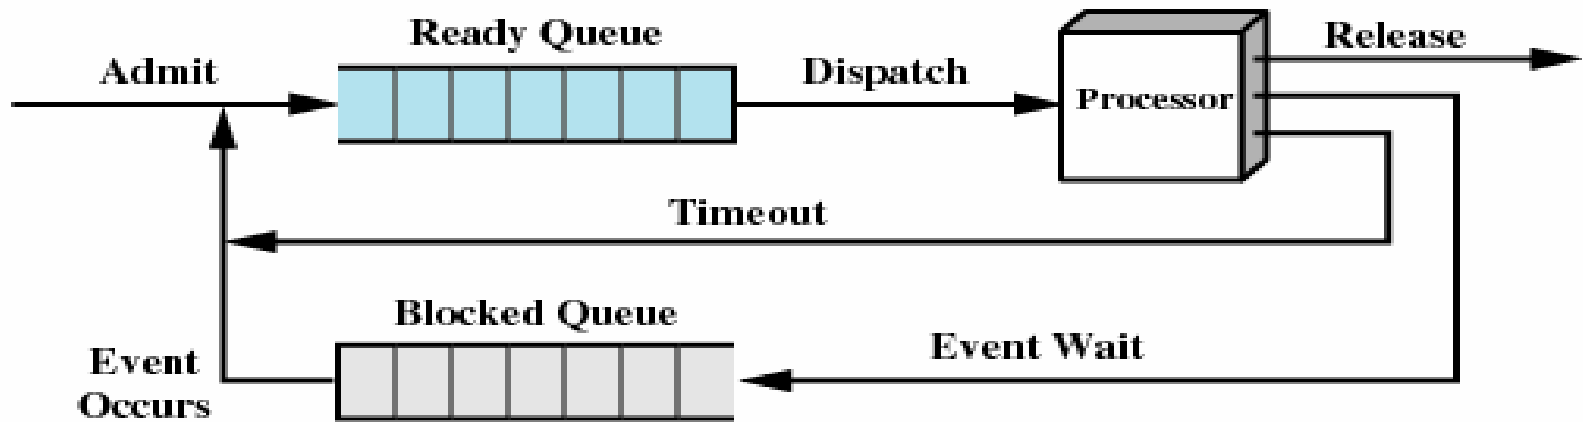 Ready Queue
Admit
Dispatch
Processor
Release
Timeout
Blocked Queue
Event Wait
Event
Occurs